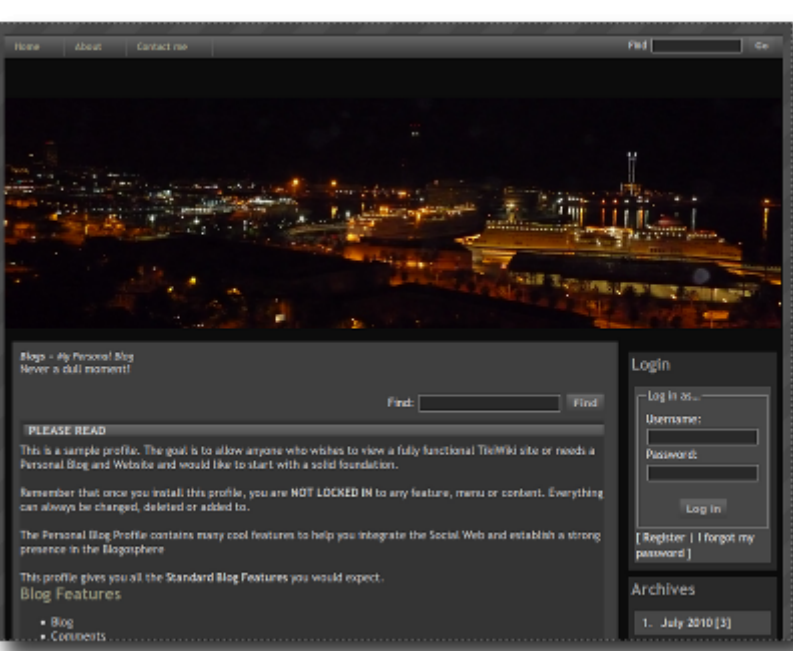 Home About Contact me Find Go
Blogs - My Personal Blog
Never a dull moment!
Find: Find
PLEASE READ
This is a sample profile. The goal is to allow anyone who wishes to view a fully functional TikiWiki site or needs a
Personal Blog and Website and would like to start with a solid foundation.
Remember that once you install this profile, you are NOT LOCKED IN to any feature, menu or content. Everything
can always be changed, deleted or added to.
The Personal Blog Profile contains many cool features to help you integrate the Social Web and establish a strong
presence in the Blogosphere
This profile gives you all the Standard Blog Features you would expect.
Blog Features
• Blog
• Comments
Login
Log in as...
Username:
Password:
Log in
[ Register | I forgot my
password ]
Archives
1. July 2010 [3]